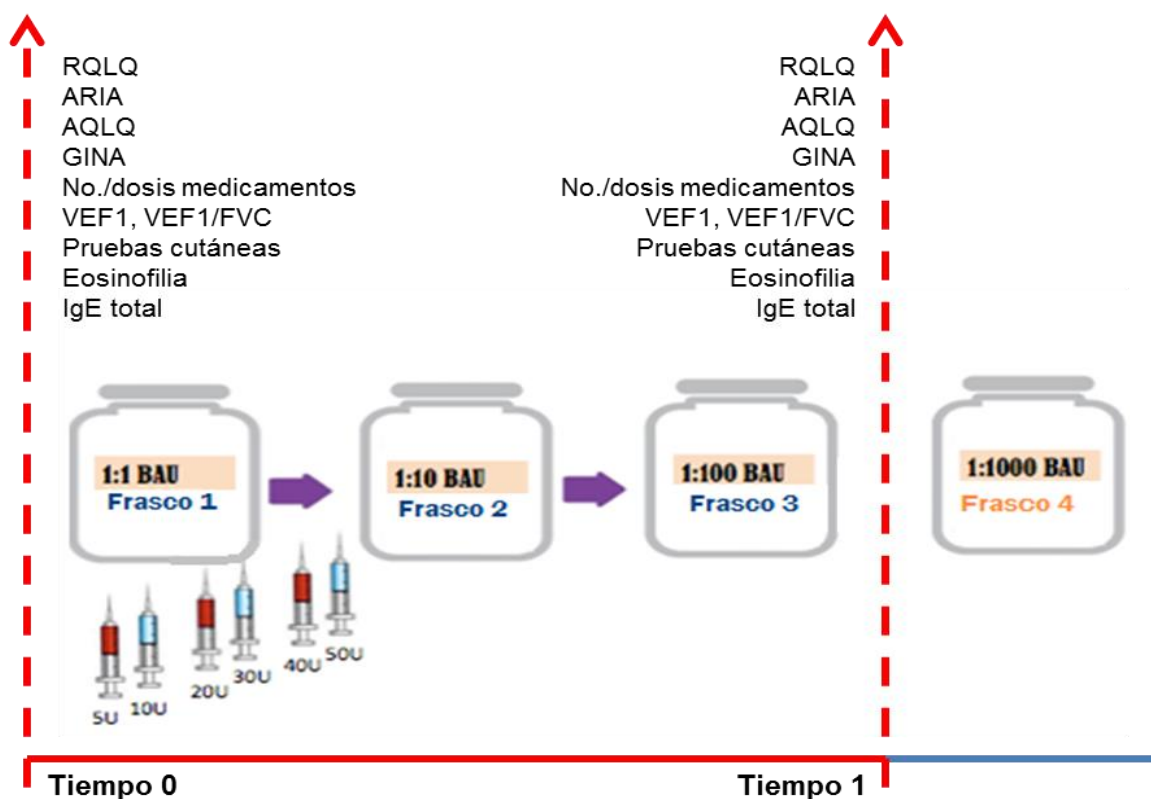 RQLQ
ARIA
AQLQ
GINA
No./dosis medicamentos
VEF1, VEF1/FVC
Pruebas cutáneas
Eosinofilia
IgE total
RQLQ
ARIA
AQLQ
GINA
No./dosis medicamentos
VEF1, VEF1/FVC
Pruebas cutáneas
Eosinofilia
IgE total
1:1 BAU
Frasco 1
1:10 BAU
Frasco 2
1:100 BAU
Frasco 3
1:1000 BAU
Frasco 4
5U
10U
20U
30U
40U
50U
Tiempo 0
Tiempo 1